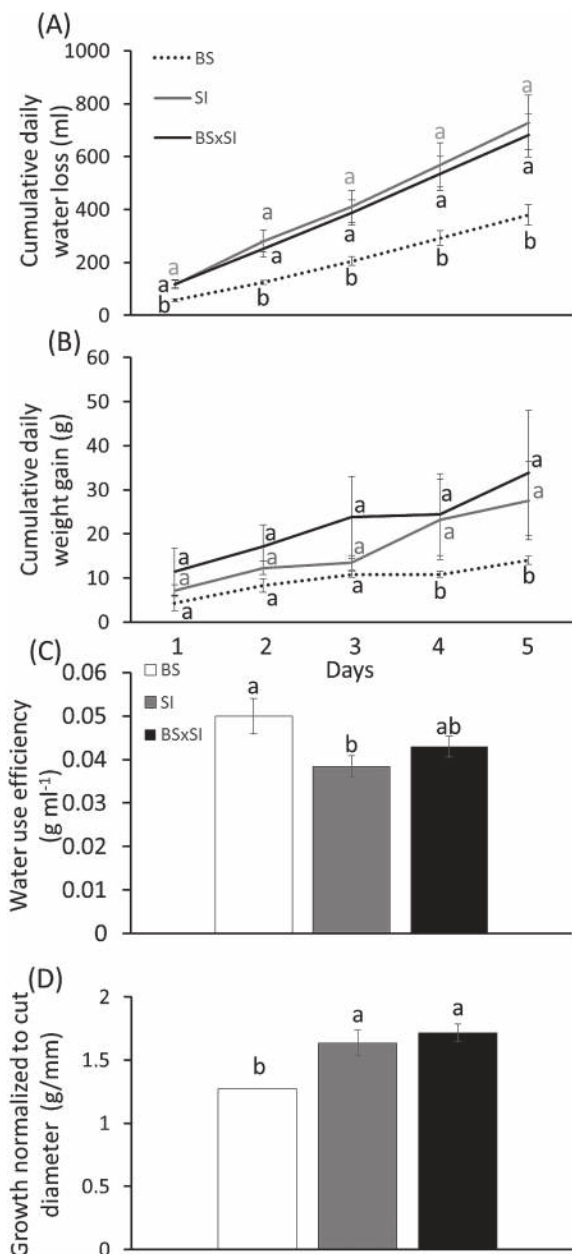 (A)
1000
800
600
400
200
0
Cumulative daily
water loss (ml)
BS
SI
BSxSI
a
a
a
a
a
a
a
a
a
a
b
b
b
b
b
(B)
60
50
40
30
20
10
0
Cumulative daily
weight gain (g)
a
a
a
a
a
a
a
a
a
a
a
a
a
b
b
1
2
3
4
5
Days
(C)
0.06
0.05
0.04
0.03
0.02
0.01
0
Water use efficiency
(g ml⁻¹)
BS
SI
BSxSI
a
b
ab
(D)
2
1.5
1
0.5
0
Growth normalized to cut
diameter (g/mm)
b
a
a